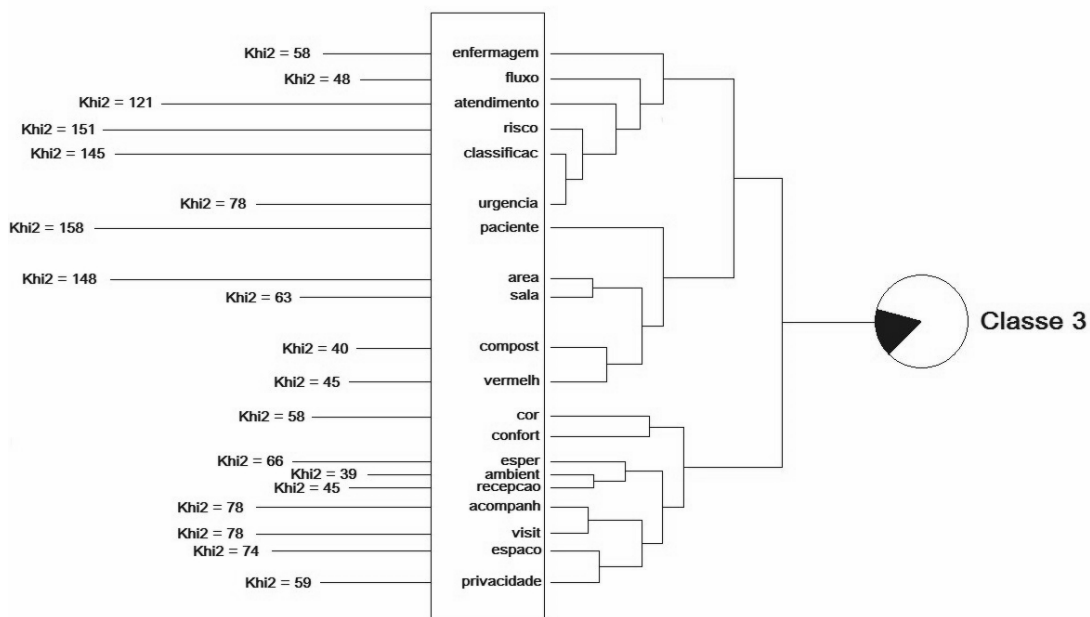 Khi2 = 58 enfermagem
Khi2 = 48 fluxo
Khi2 = 121 atendimento
Khi2 = 151 risco
Khi2 = 145 classificac
Khi2 = 78 urgencia
Khi2 = 158 paciente
Khi2 = 148 area
Khi2 = 63 sala
Classe 3
Khi2 = 40 compost
Khi2 = 45 vermelh
Khi2 = 58 cor
confort
Khi2 = 66 esper
Khi2 = 39 ambient
Khi2 = 45 recepcao
Khi2 = 78 acompanh
Khi2 = 78 visit
Khi2 = 74 espaco
Khi2 = 59 privacidade